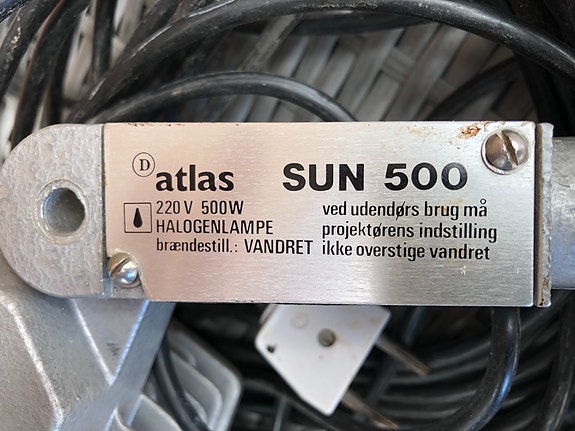 D atlas SUN 500
220 V 500W
HALOGENLAMPE
brændestill.: VANDRET
ved udendørs brug må
projektørens indstilling
ikke overstige vandret